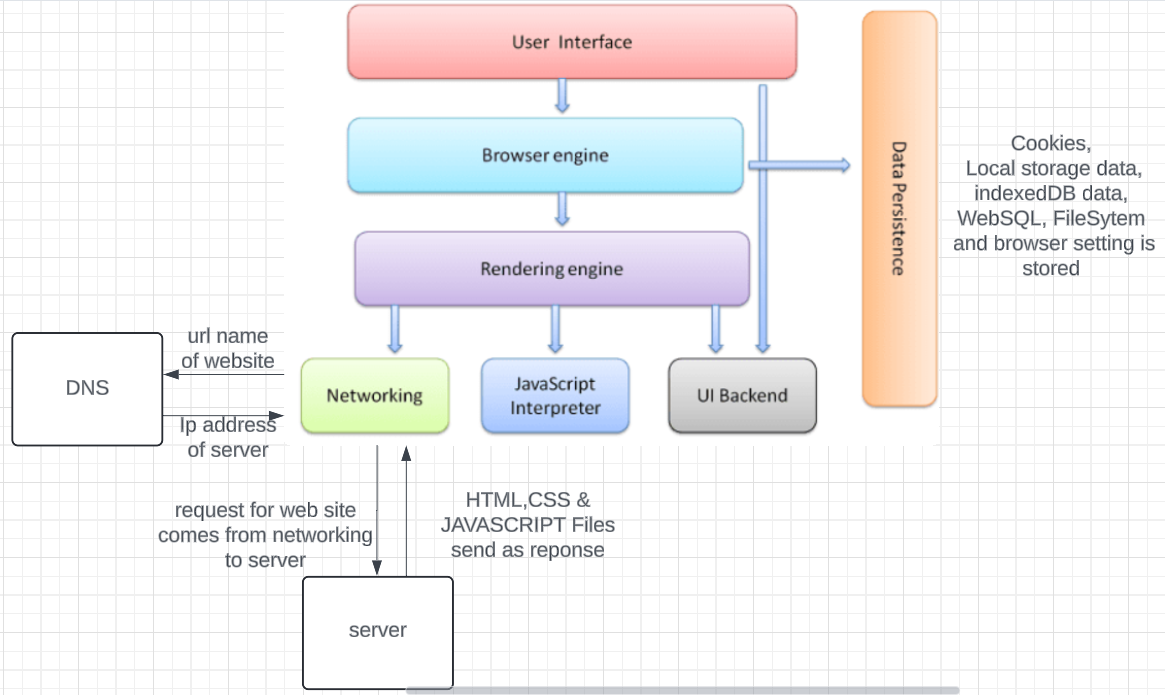 User Interface
Browser engine
Data Persistence
Cookies,
Local storage data,
indexedDB data,
WebSQL, FileSytem
and browser setting is
stored
Rendering engine
DNS
url name
of website
Ip address
of server
Networking
JavaScript
Interpreter
UI Backend
request for web site
comes from networking
to server
HTML,CSS &
JAVASCRIPT Files
send as reponse
server